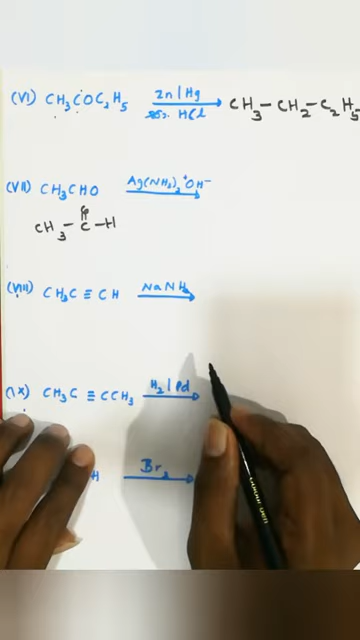 (VI) CH₃COC₂H₅ Zn|Hg HCl CH₃-CH₂-C₂H₅
(VII) CH₃CHO Ag(NH₃)₂⁺OH⁻
O
CH₃-C-H
(VIII) CH₃C≡CH NaNH₂
(IX) CH₃C≡CCH₃ H₂|Pd
H Br₂